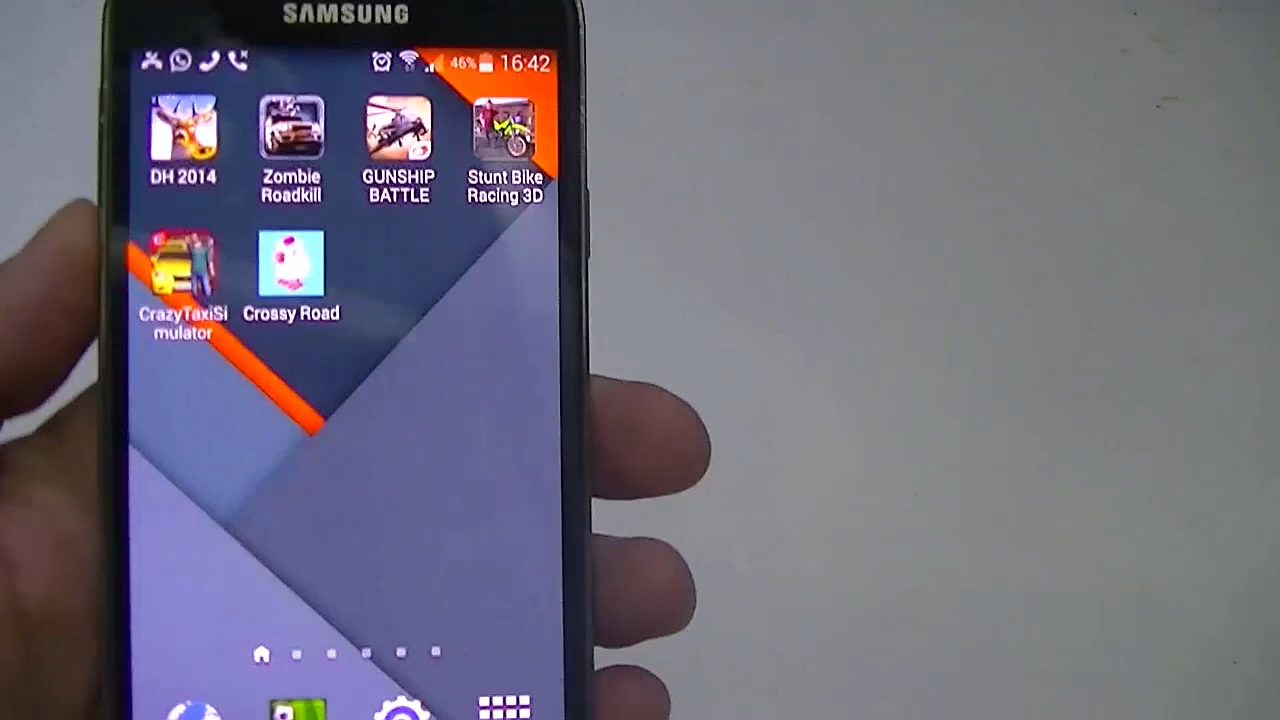 SAMSUNG
46% 16:42
DH 2014
Zombie
Roadkill
GUNSHIP
BATTLE
Stunt Bike
Racing 3D
CrazyTaxiSi
mulator
Crossy Road